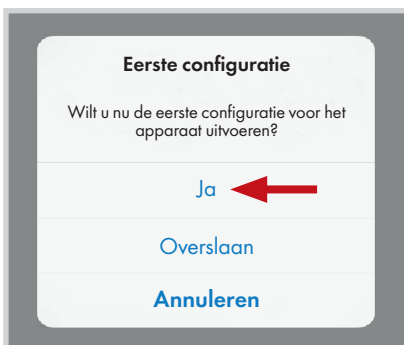 Eerste configuratie
Wilt u nu de eerste configuratie voor het
apparaat uitvoeren?
Ja
Overslaan
Annuleren